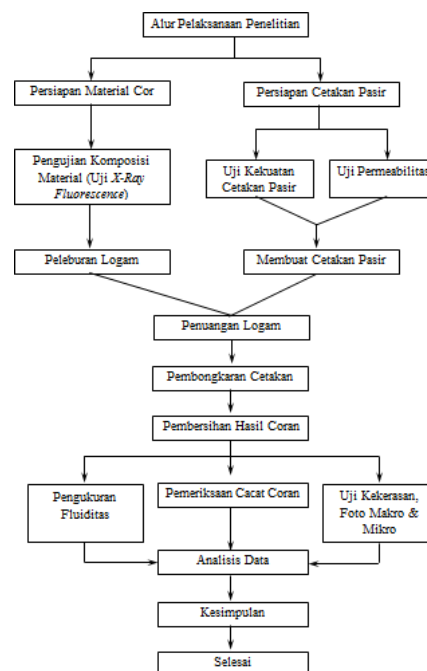 Alur Pelaksanaan Penelitian
Persiapan Material Cor
Persiapan Cetakan Pasir
Pengujian Komposisi
Material (Uji X-Ray
Fluorescence)
Uji Kekuatan
Cetakan Pasir
Uji Permeabilitas
Peleburan Logam
Membuat Cetakan Pasir
Penuangan Logam
Pembongkaran Cetakan
Pembersihan Hasil Coran
Pengukuran
Fluiditas
Pemeriksaan Cacat Coran
Uji Kekerasan,
Foto Makro &
Mikro
Analisis Data
Kesimpulan
Selesai